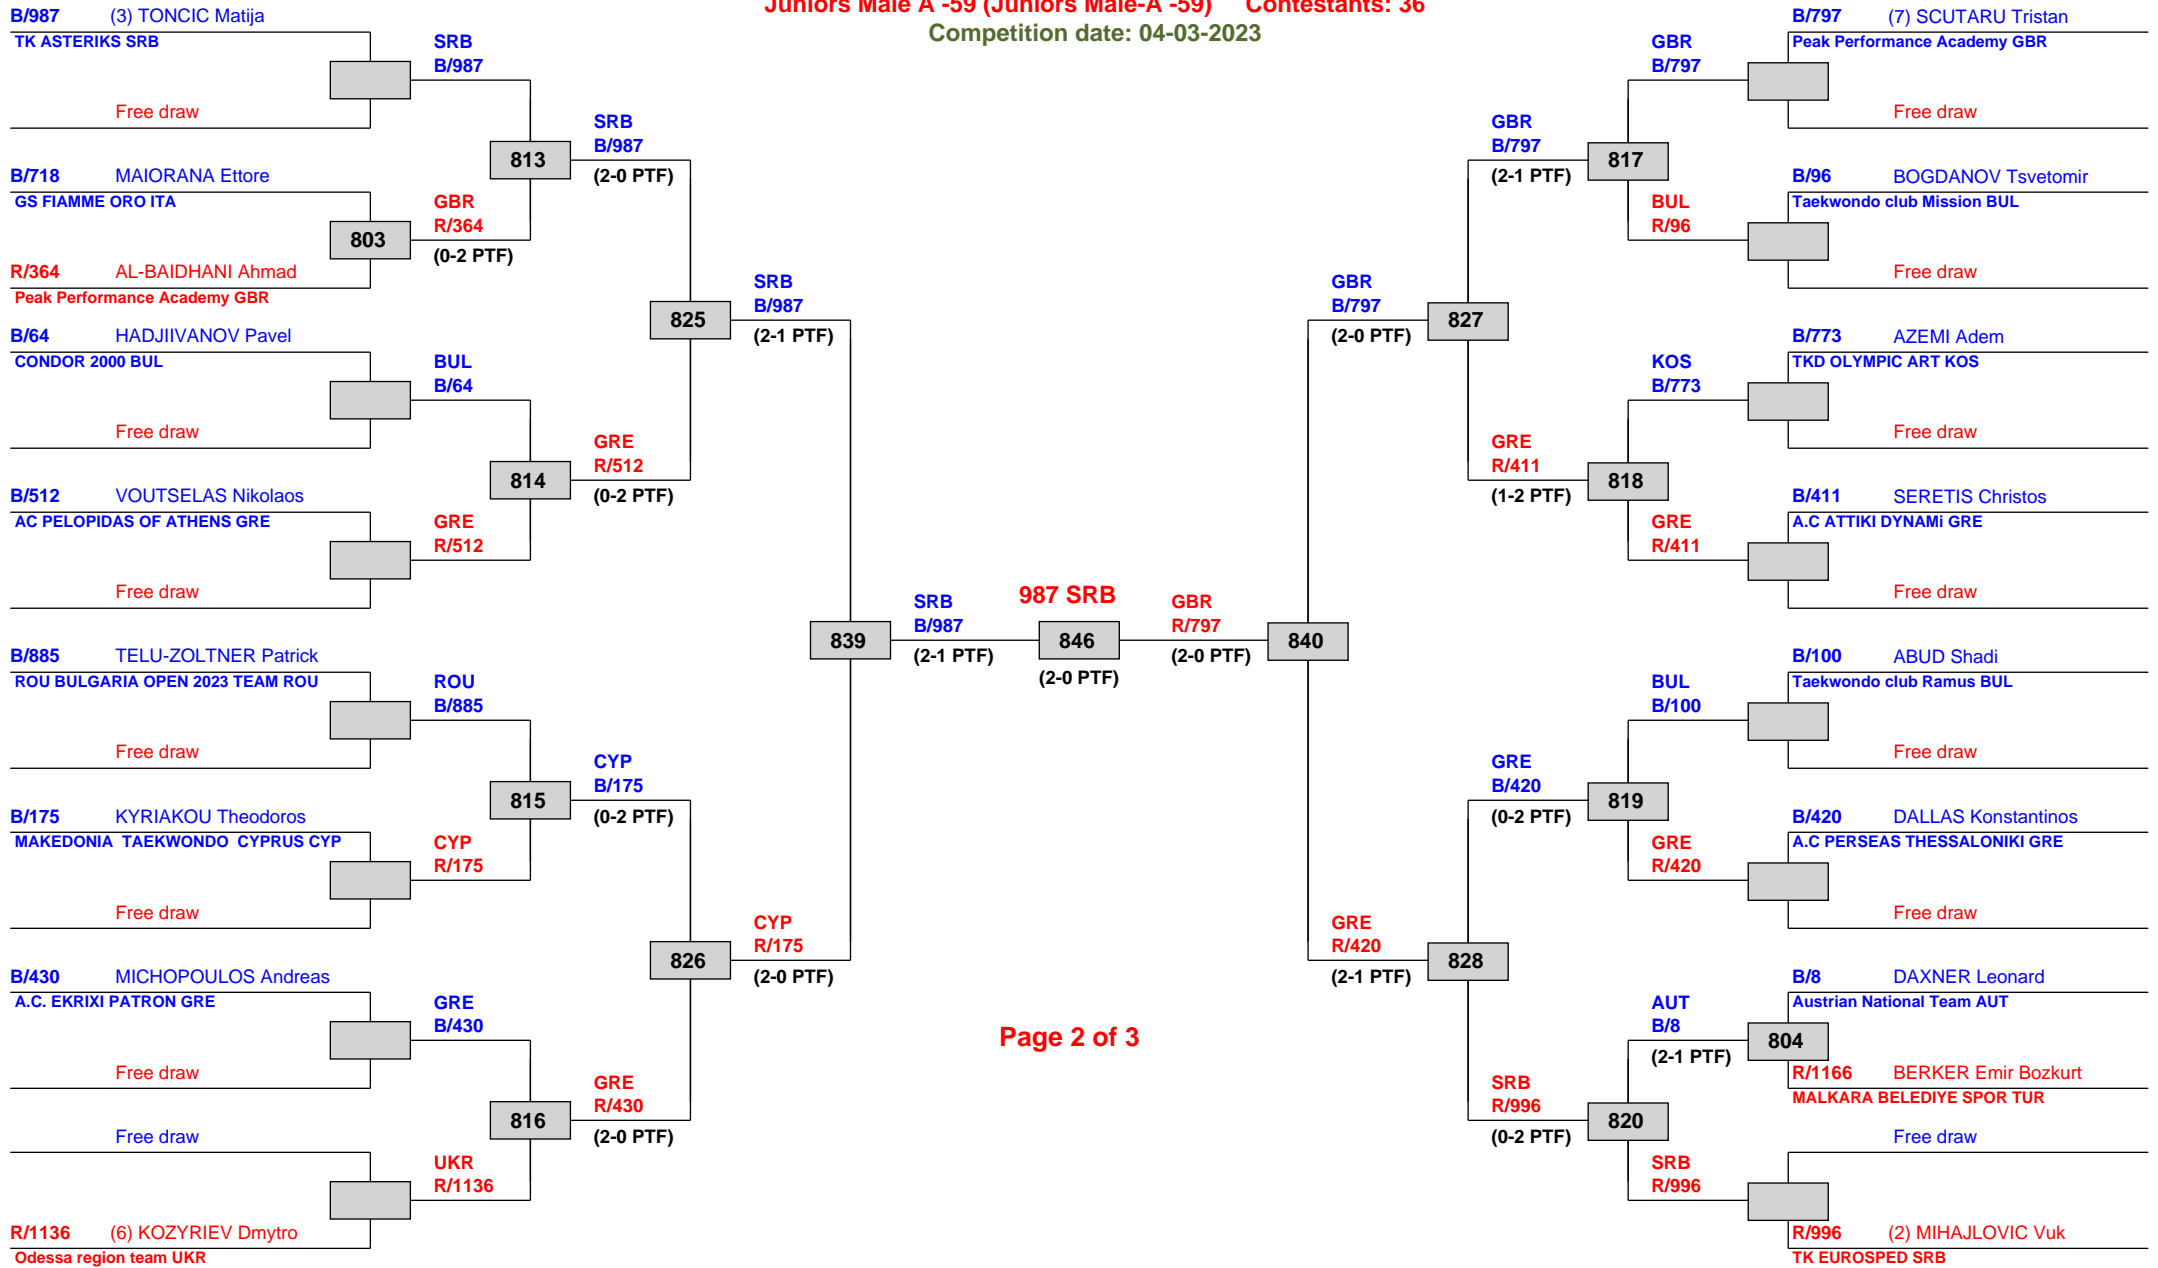 Juniors Male A -59 (Juniors Male-A -59) Contestants: 36
Competition date: 04-03-2023
B/987 (3) TONCIC Matija
TK ASTERIKS SRB
Free draw
B/718 MAIORANA Ettore
GS FIAMME ORO ITA
R/364 AL-BAIDHANI Ahmad
Peak Performance Academy GBR
B/64 HADJIIVANOV Pavel
CONDOR 2000 BUL
Free draw
B/512 VOUTSELAS Nikolaos
AC PELOPIDAS OF ATHENS GRE
Free draw
B/885 TELU-ZOLTNER Patrick
ROU BULGARIA OPEN 2023 TEAM ROU
Free draw
B/175 KYRIAKOU Theodoros
MAKEDONIA TAEKWONDO CYPRUS CYP
Free draw
B/430 MICHOPOULOS Andreas
A.C. EKRIXI PATRON GRE
Free draw
Free draw
R/1136 (6) KOZYRIEV Dmytro
Odessa region team UKR
SRB
B/987
803
GBR
R/364
(0-2 PTF)
BUL
B/64
GRE
R/512
ROU
B/885
CYP
R/175
GRE
B/430
UKR
R/1136
813
SRB
B/987
(2-0 PTF)
814
GRE
R/512
(0-2 PTF)
815
CYP
B/175
(0-2 PTF)
816
GRE
R/430
(2-0 PTF)
825
SRB
B/987
(2-1 PTF)
826
CYP
R/175
(2-0 PTF)
839
SRB
B/987
(2-1 PTF)
987 SRB
846
(2-0 PTF)
Page 2 of 3
GBR
R/797
(2-0 PTF)
840
GBR
B/797
(2-0 PTF)
827
GRE
R/420
(2-1 PTF)
828
GBR
B/797
(2-1 PTF)
817
GRE
R/411
(1-2 PTF)
818
GRE
B/420
(0-2 PTF)
819
SRB
R/996
(0-2 PTF)
820
GBR
B/797
BUL
R/96
KOS
B/773
GRE
R/411
BUL
B/100
GRE
R/420
AUT
B/8
(2-1 PTF)
804
SRB
R/996
B/797 (7) SCUTARU Tristan
Peak Performance Academy GBR
Free draw
B/96 BOGDANOV Tsvetomir
Taekwondo club Mission BUL
Free draw
B/773 AZEMI Adem
TKD OLYMPIC ART KOS
Free draw
B/411 SERETIS Christos
A.C ATTIKI DYNAMi GRE
Free draw
B/100 ABUD Shadi
Taekwondo club Ramus BUL
Free draw
B/420 DALLAS Konstantinos
A.C PERSEAS THESSALONIKI GRE
Free draw
B/8 DAXNER Leonard
Austrian National Team AUT
R/1166 BERKER Emir Bozkurt
MALKARA BELEDIYE SPOR TUR
Free draw
R/996 (2) MIHAJLOVIC Vuk
TK EUROSPED SRB